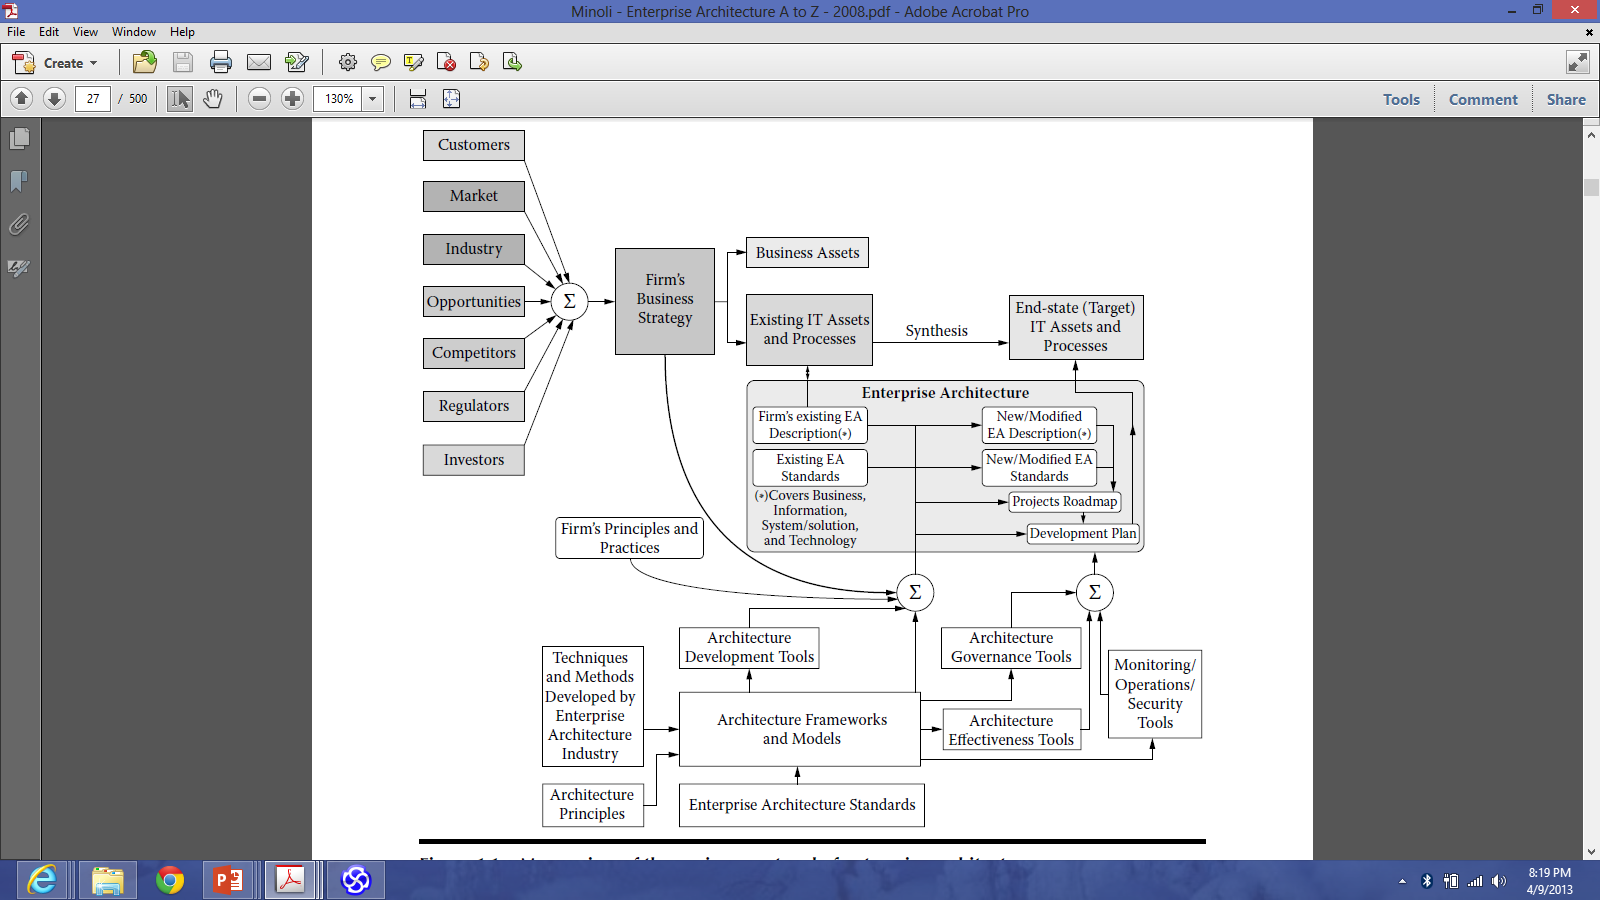 Minoli - Enterprise Architecture A to Z - 2008.pdf - Adobe Acrobat Pro
File Edit View Window Help
Create
27 / 500
130%
Tools Comment Share
Customers
Market
Industry
Opportunities
Competitors
Regulators
Investors
Σ
Firm's
Business
Strategy
Business Assets
Existing IT Assets
and Processes
Synthesis
End-state (Target)
IT Assets and
Processes
Enterprise Architecture
Firm's existing EA
Description(*)
New/Modified
EA Description(*)
Existing EA
Standards
New/Modified EA
Standards
(*)Covers Business,
Information,
System/solution,
and Technology
Projects Roadmap
Development Plan
Firm's Principles and
Practices
Σ
Σ
Architecture
Development Tools
Architecture
Governance Tools
Techniques
and Methods
Developed by
Enterprise
Architecture
Industry
Monitoring/
Operations/
Security
Tools
Architecture Frameworks
and Models
Architecture
Effectiveness Tools
Architecture
Principles
Enterprise Architecture Standards
8:19 PM
4/9/2013